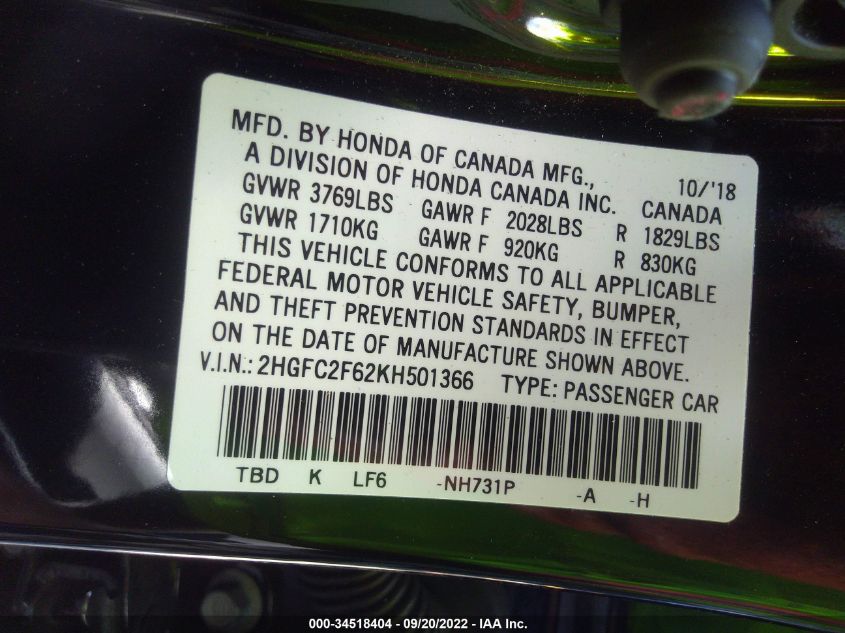 MFD. BY HONDA OF CANADA MFG., 10/'18
A DIVISION OF HONDA CANADA INC. CANADA
GVWR 3769LBS GAWR F 2028LBS R 1829LBS
GVWR 1710KG GAWR F 920KG R 830KG
THIS VEHICLE CONFORMS TO ALL APPLICABLE
FEDERAL MOTOR VEHICLE SAFETY, BUMPER,
AND THEFT PREVENTION STANDARDS IN EFFECT
ON THE DATE OF MANUFACTURE SHOWN ABOVE.
V.I.N.: 2HGFC2F62KH501366 TYPE: PASSENGER CAR
TBD K LF6 -NH731P -A -H
000-34518404 - 09/20/2022 - IAA Inc.